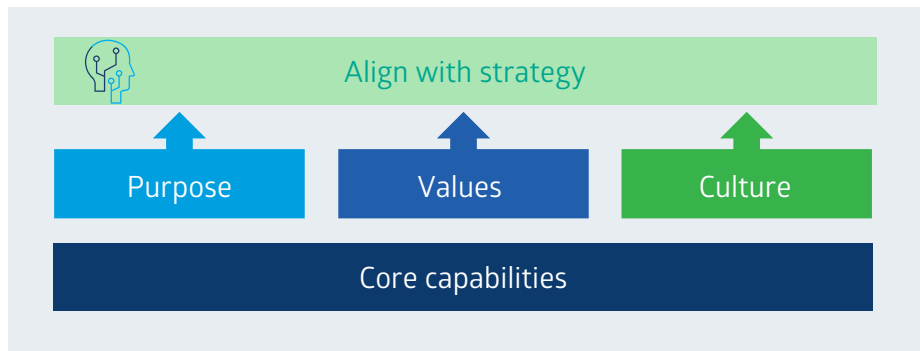 Align with strategy
Purpose
Values
Culture
Core capabilities